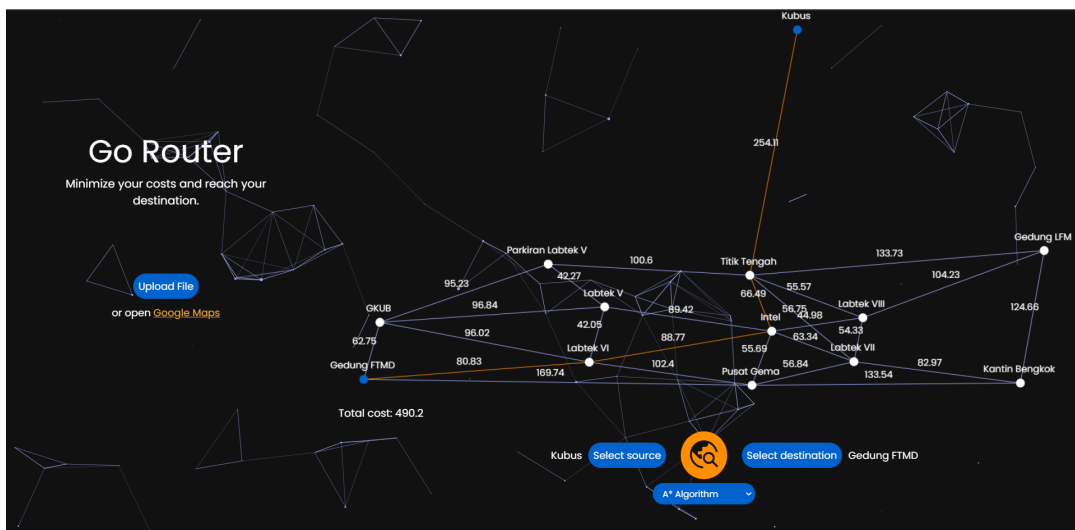 Kubus
254.11
Go Router
Minimize your costs and reach your
destination.
Gedung LFM
Parkiran Labtek V
Titik Tengah
133.73
100.6
95.23
42.27
55.57
104.23
Upload File
66.49
Labtek V
56.75
Labtek VIII
124.66
or open Google Maps
GKUB
96.84
89.42
44.98
Intel
42.05
54.33
96.02
88.77
63.34
62.75
Labtek VI
55.69
Labtek VII
Gedung FTMD
80.83
169.74
102.4
56.84
82.97
Pusat Gema
133.54
Kantin Bengkok
Total cost: 490.2
Kubus Select source Select destination Gedung FTMD
A* Algorithm